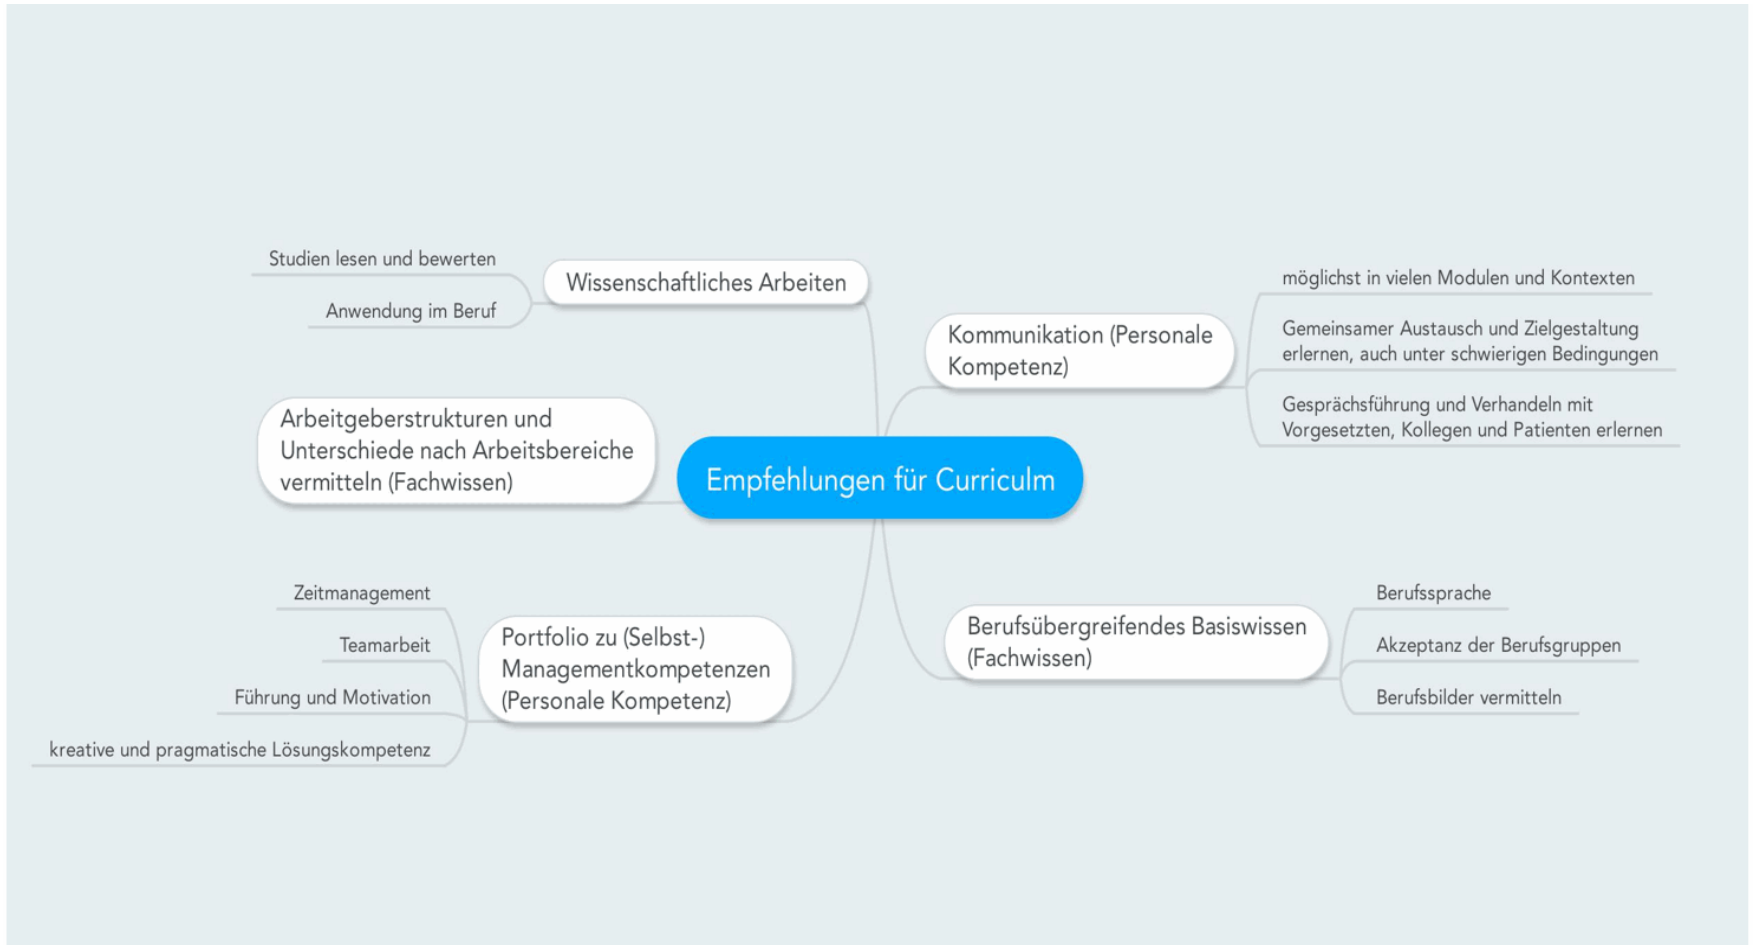 Empfehlungen für Curriculm
Kommunikation (Personale
Kompetenz)
möglichst in vielen Modulen und Kontexten
Gemeinsamer Austausch und Zielgestaltung
erlernen, auch unter schwierigen Bedingungen
Gesprächsführung und Verhandeln mit
Vorgesetzten, Kollegen und Patienten erlernen
Berufsübergreifendes Basiswissen
(Fachwissen)
Berufssprache
Akzeptanz der Berufsgruppen
Berufsbilder vermitteln
Wissenschaftliches Arbeiten
Studien lesen und bewerten
Anwendung im Beruf
Arbeitgeberstrukturen und
Unterschiede nach Arbeitsbereiche
vermitteln (Fachwissen)
Portfolio zu (Selbst-)
Managementkompetenzen
(Personale Kompetenz)
Zeitmanagement
Teamarbeit
Führung und Motivation
kreative und pragmatische Lösungskompetenz